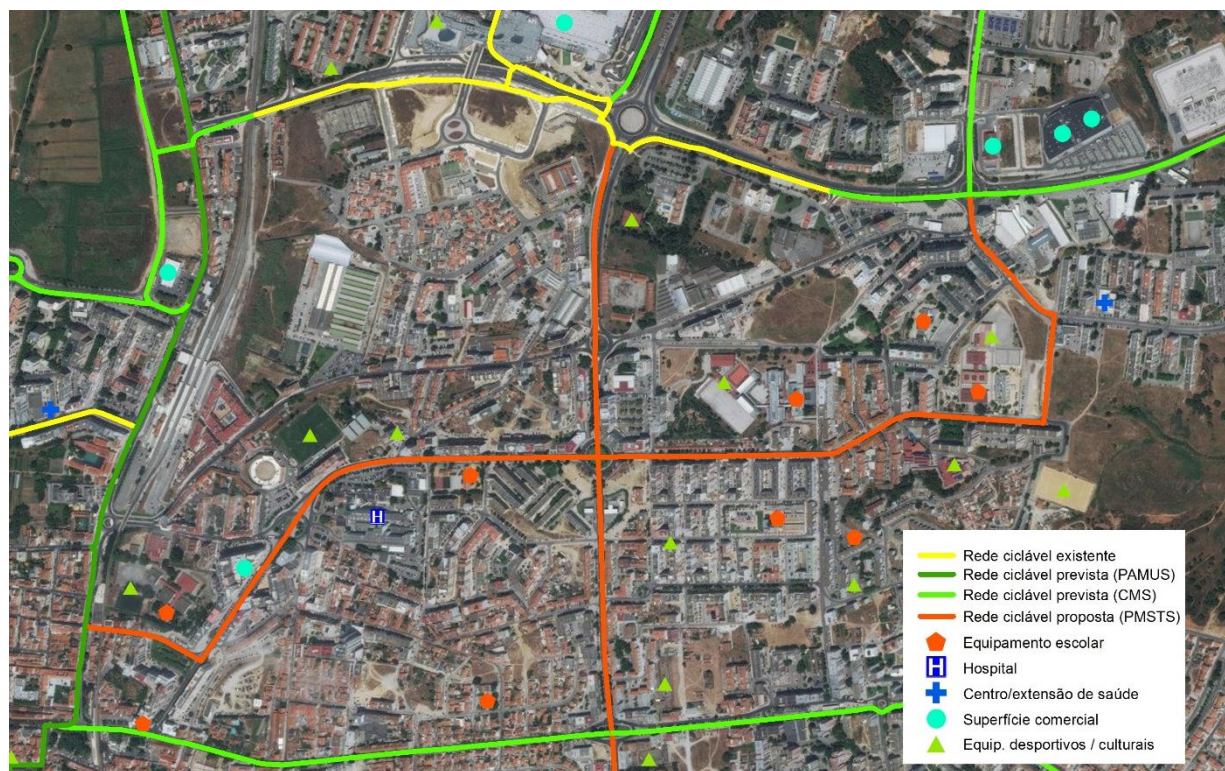 Rede ciclável existente
Rede ciclável prevista (PAMUS)
Rede ciclável prevista (CMS)
Rede ciclável proposta (PMSTS)
Equipamento escolar
H
Hospital
Centro/extensão de saúde
Superfície comercial
Equip. desportivos / culturais
H